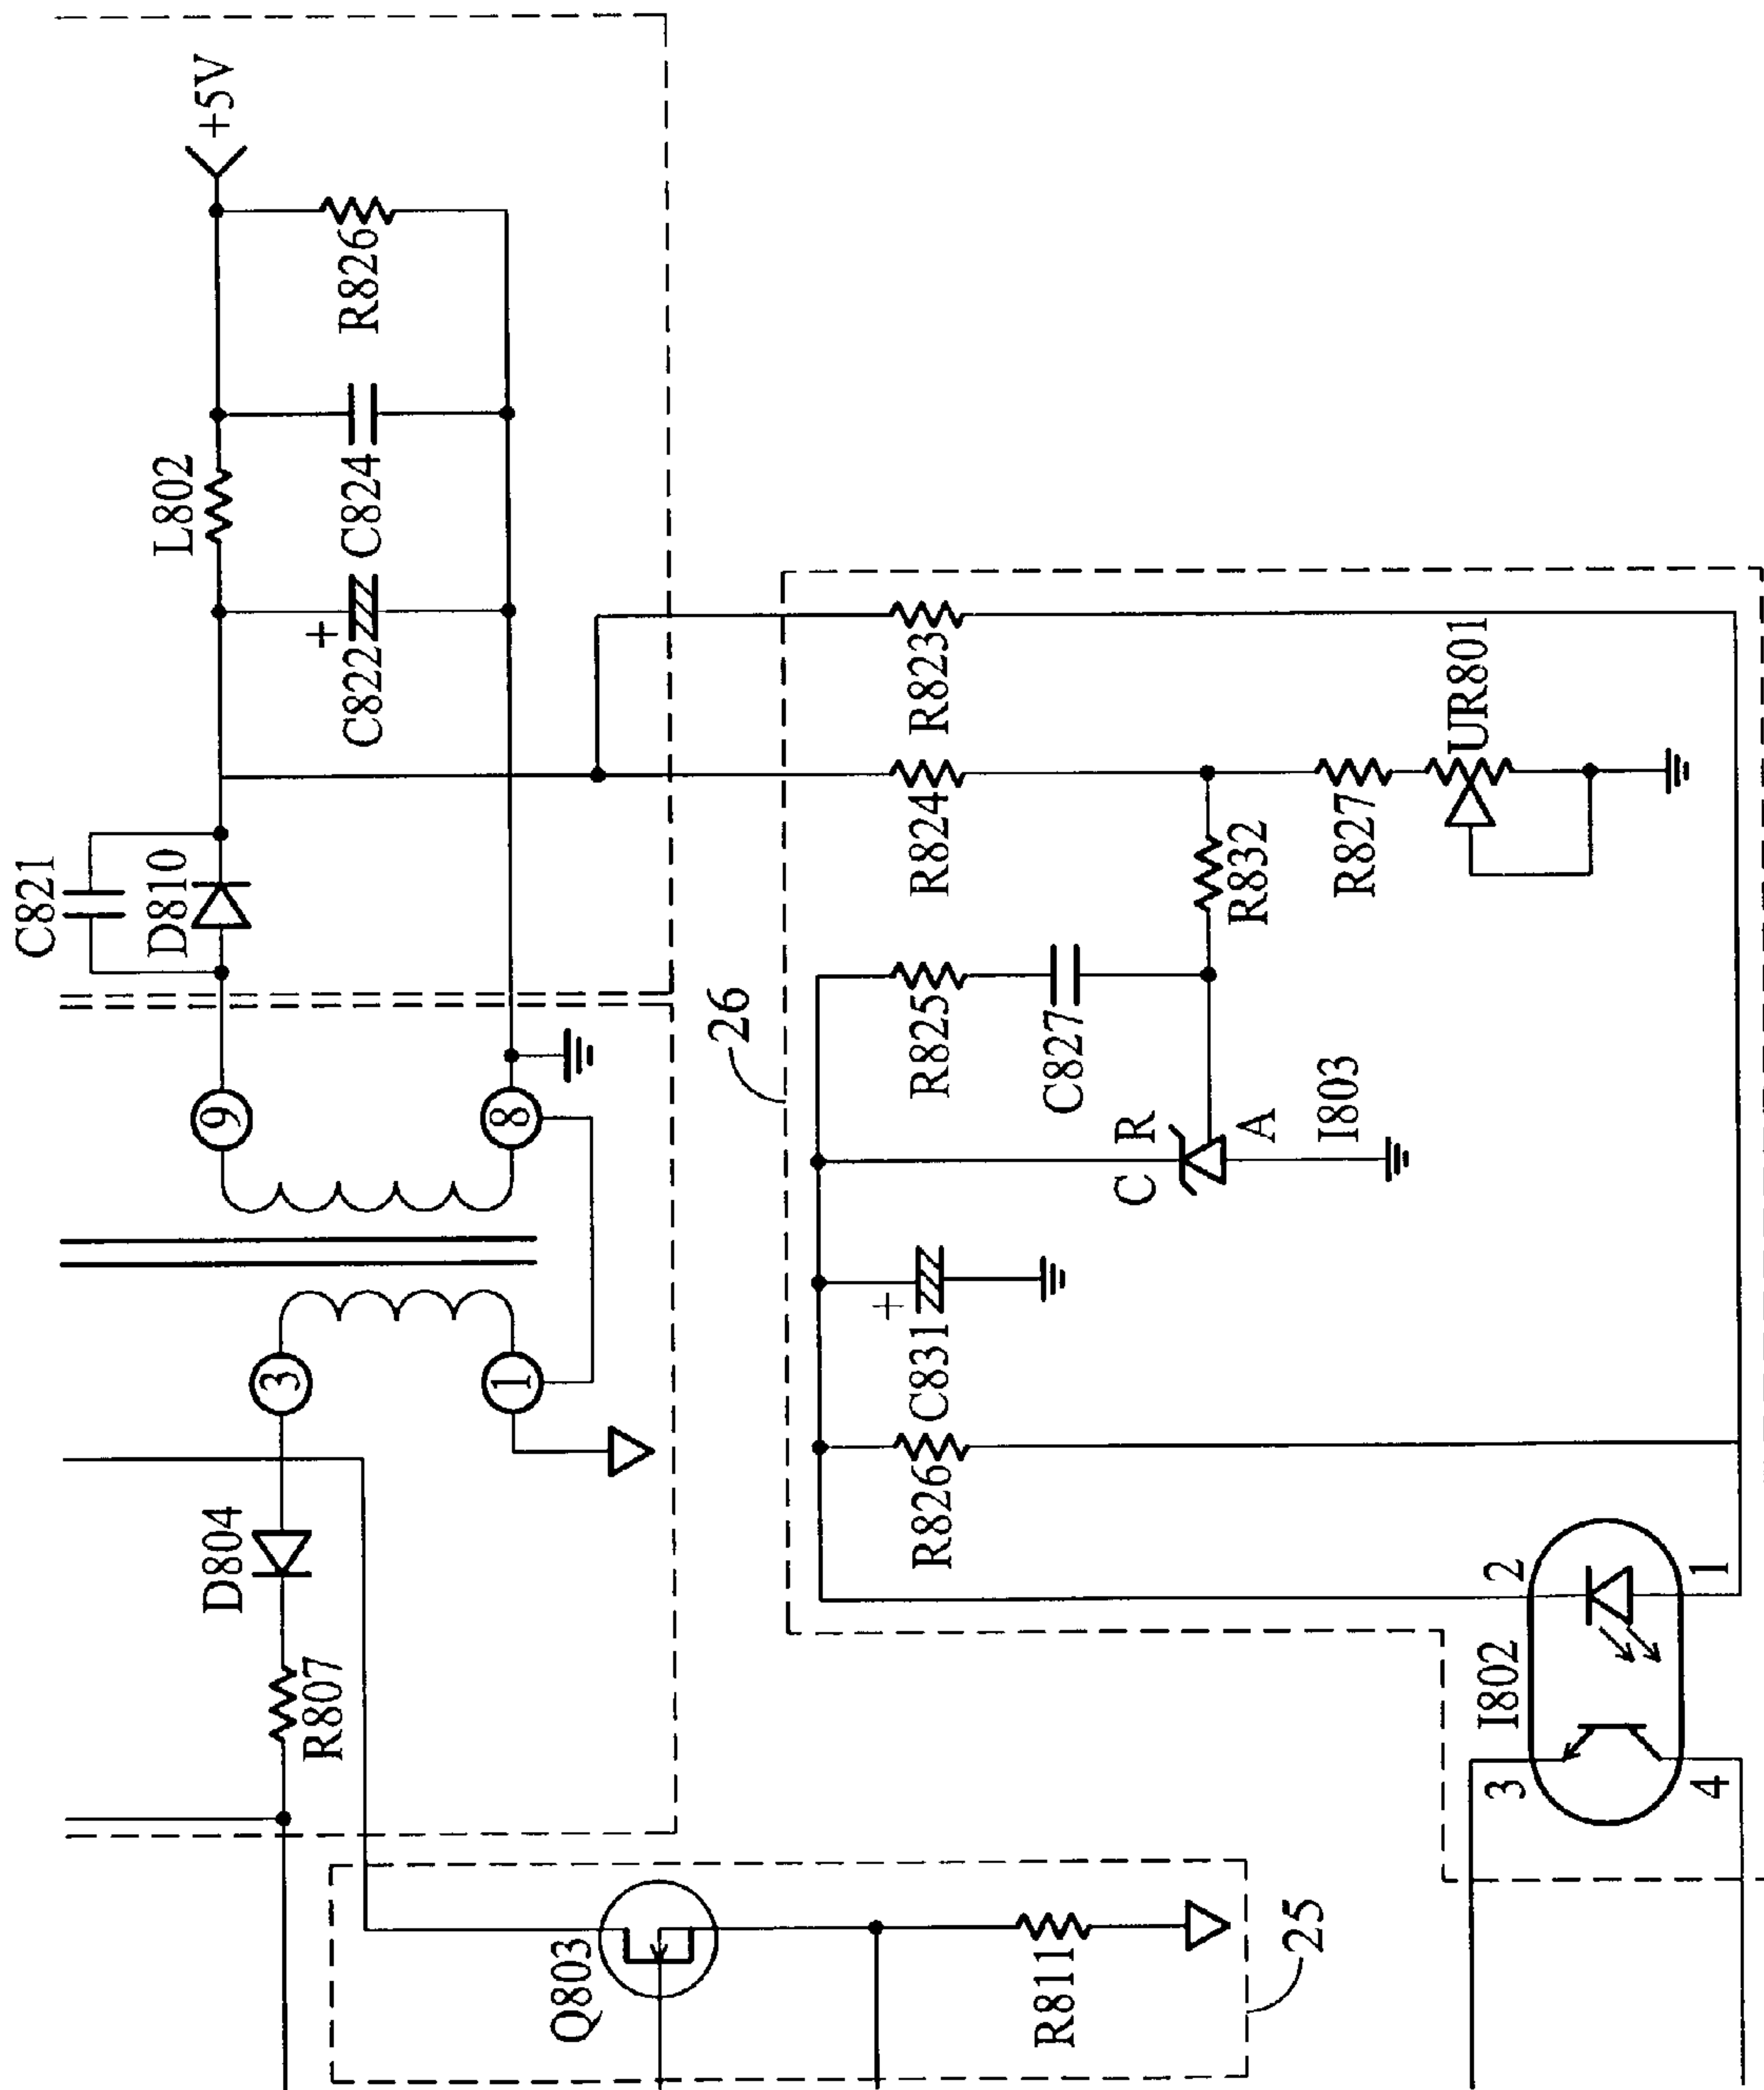 +5V
R826
L802
C824
+
C822
C821
D810
9
8
3
1
D804
R807
26
R823
R824
UR801
R827
R832
R825
C827
R
C
A
I803
+
C831
R826
2
1
I802
3
4
Q803
R811
25